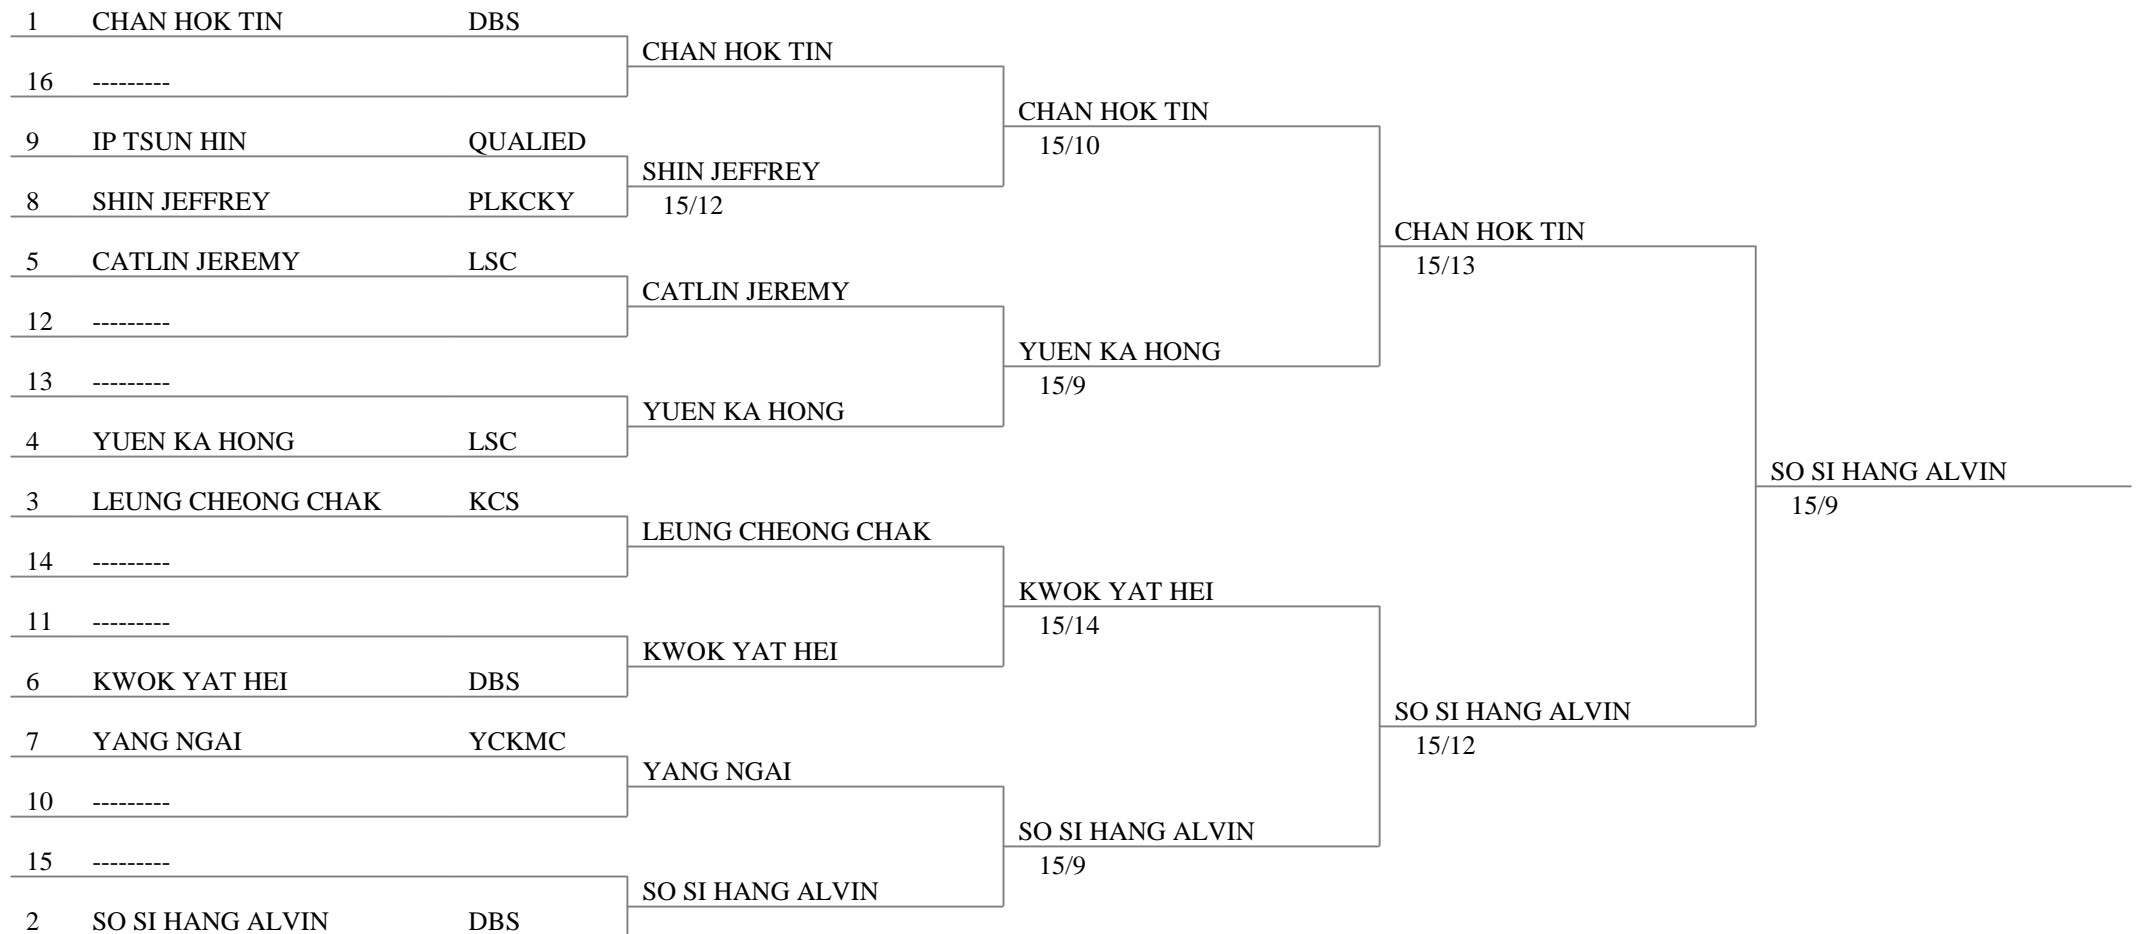 1 CHAN HOK TIN DBS
CHAN HOK TIN
16 ---------
CHAN HOK TIN
15/10
9 IP TSUN HIN QUALIED
SHIN JEFFREY
15/12
8 SHIN JEFFREY PLKCKY
CHAN HOK TIN
15/13
5 CATLIN JEREMY LSC
CATLIN JEREMY
12 ---------
YUEN KA HONG
15/9
13 ---------
YUEN KA HONG
4 YUEN KA HONG LSC
SO SI HANG ALVIN
15/9
3 LEUNG CHEONG CHAK KCS
LEUNG CHEONG CHAK
14 ---------
KWOK YAT HEI
15/14
11 ---------
KWOK YAT HEI
6 KWOK YAT HEI DBS
SO SI HANG ALVIN
15/12
7 YANG NGAI YCKMC
YANG NGAI
10 ---------
SO SI HANG ALVIN
15/9
15 ---------
SO SI HANG ALVIN
2 SO SI HANG ALVIN DBS